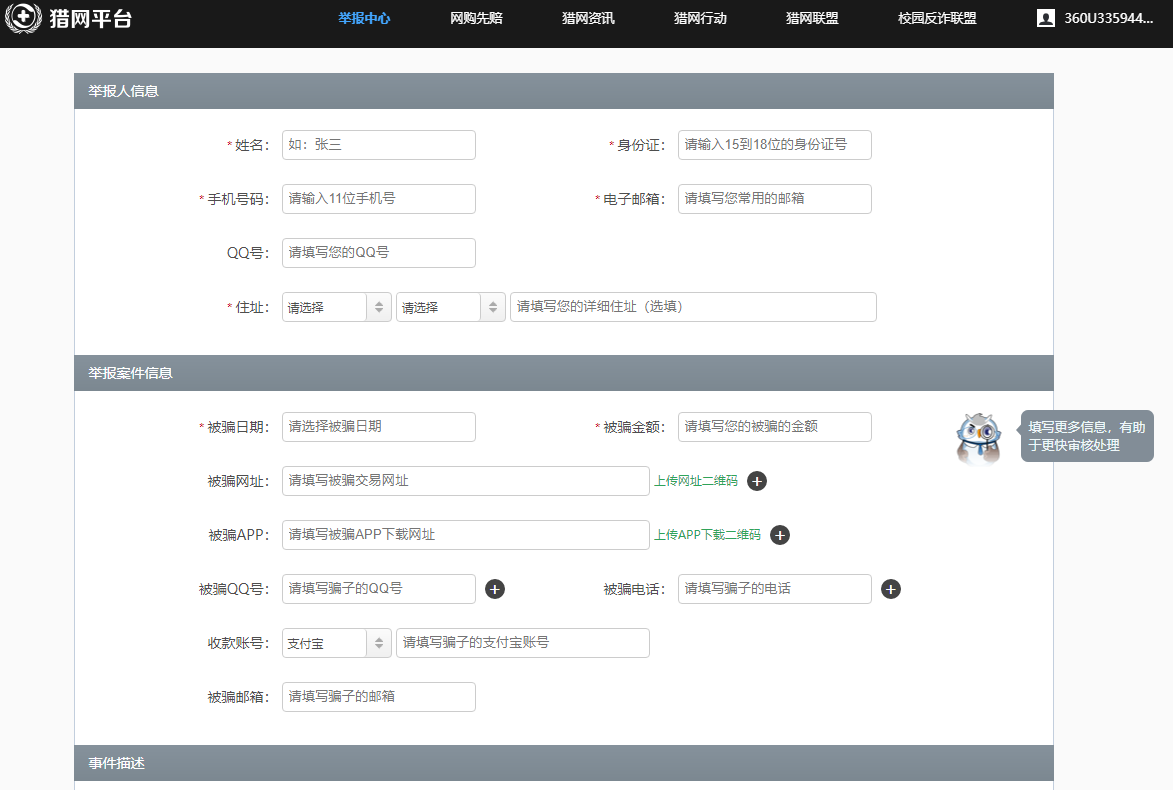 猎网平台 举报中心 网购先赔 猎网资讯 猎网行动 猎网联盟 校园反诈联盟 360U335944...
举报人信息
*姓名： 如：张三 *身份证： 请输入15到18位的身份证号
*手机号码： 请输入11位手机号 *电子邮箱： 请填写您常用的邮箱
QQ号： 请填写您的QQ号
*住址： 请选择 请选择 请填写您的详细住址（选填）
举报案件信息
*被骗日期： 请选择被骗日期 *被骗金额： 请填写您的被骗的金额
填写更多信息，有助
于更快审核处理
被骗网址： 请填写被骗交易网址 上传网址二维码
被骗APP： 请填写被骗APP下载网址 上传APP下载二维码
被骗QQ号： 请填写骗子的QQ号 被骗电话： 请填写骗子的电话
收款账号： 支付宝 请填写骗子的支付宝账号
被骗邮箱： 请填写骗子的邮箱
事件描述